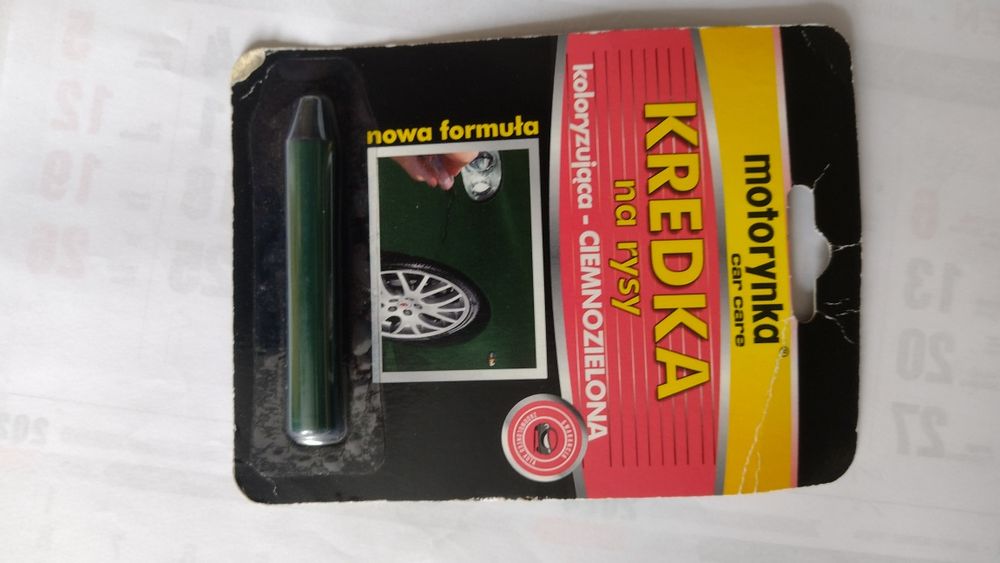 motorynka®
car care
KREDKA
na rysy
koloryzująca - CIEMNOZIELONA
nowa formuła